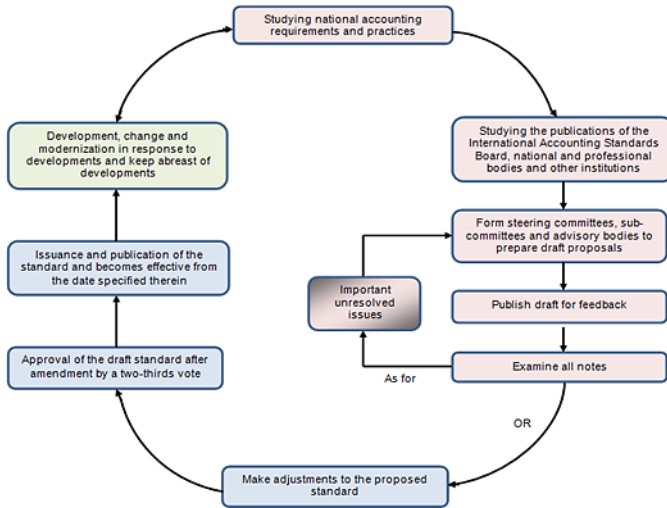 Studying national accounting
requirements and practices
Studying the publications of the
International Accounting Standards
Board, national and professional
bodies and other institutions
Form steering committees, sub-
committees and advisory bodies to
prepare draft proposals
Publish draft for feedback
Examine all notes
As for
Important
unresolved
issues
OR
Make adjustments to the proposed
standard
Approval of the draft standard after
amendment by a two-thirds vote
Issuance and publication of the
standard and becomes effective from
the date specified therein
Development, change and
modernization in response to
developments and keep abreast of
developments